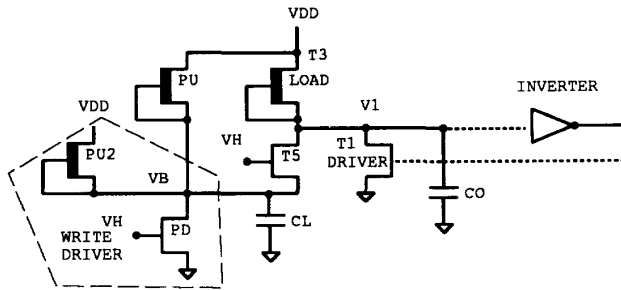 VDD
T3
PU
LOAD
INVERTER
VDD
V1
VH
T1
T5
DRIVER
PU2
VB
CO
VH
PD
CL
WRITE
DRIVER